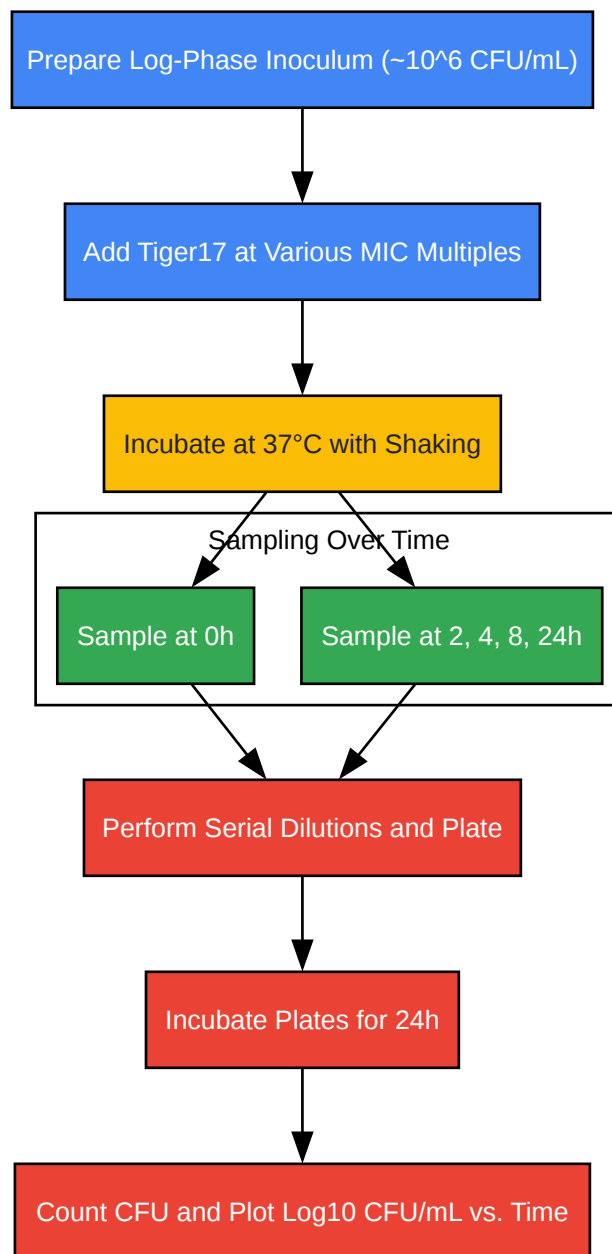 Prepare Log-Phase Inoculum (~10^6 CFU/mL)
Add Tiger17 at Various MIC Multiples
Incubate at 37°C with Shaking
Sampling Over Time
Sample at 0h
Sample at 2, 4, 8, 24h
Perform Serial Dilutions and Plate
Incubate Plates for 24h
Count CFU and Plot Log10 CFU/mL vs. Time